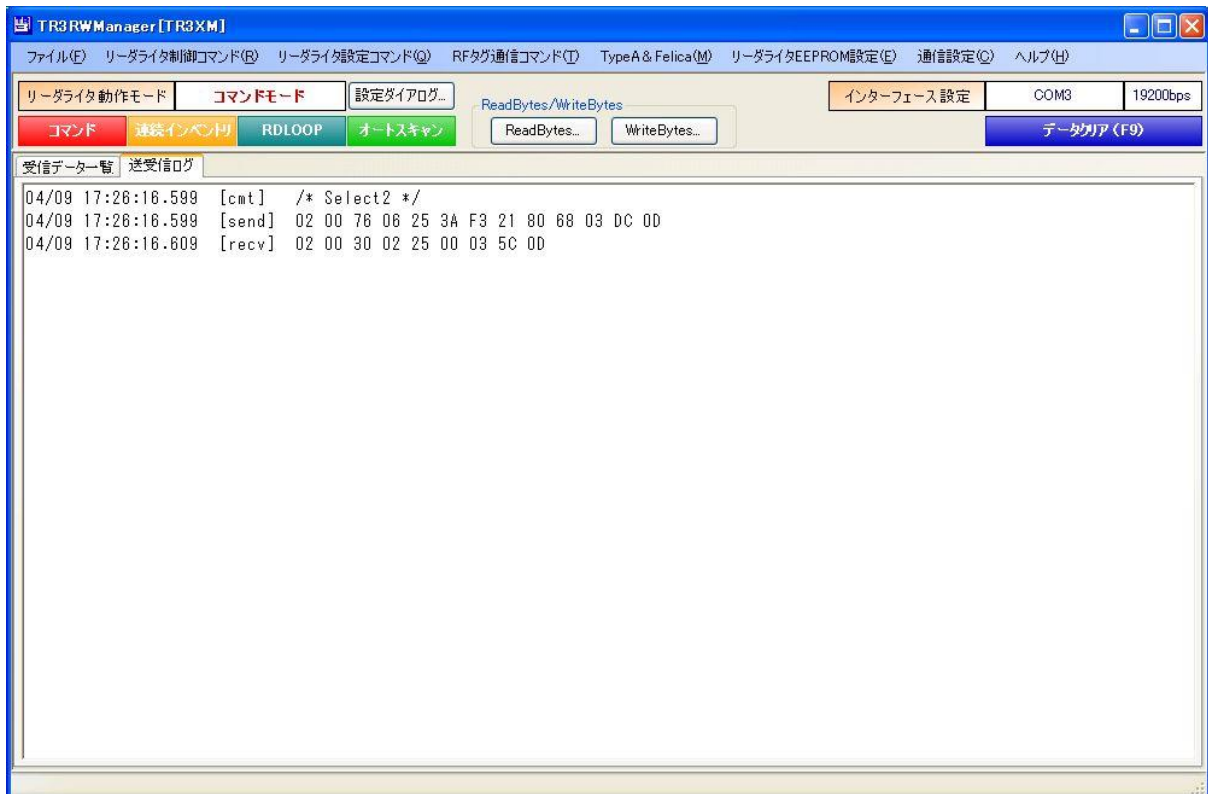 TR3RWManager[TR3XM]
ファイル(F) リーダライタ制御コマンド(R) リーダライタ設定コマンド(Q) RFタグ通信コマンド(T) TypeA&Felica(M) リーダライタEEPROM設定(E) 通信設定(C) ヘルプ(H)
リーダライタ動作モード コマンドモード 設定ダイアログ... ReadBytes/WriteBytes インターフェース設定 COM3 19200bps
コマンド 連続インベントリ RDLOOP オートスキャン ReadBytes... WriteBytes... データクリア(F9)
受信データ一覧 送受信ログ
04/09 17:26:16.599 [cmt] /* Select2 */
04/09 17:26:16.599 [send] 02 00 76 06 25 3A F3 21 80 68 03 DC 0D
04/09 17:26:16.609 [recv] 02 00 30 02 25 00 03 5C 0D